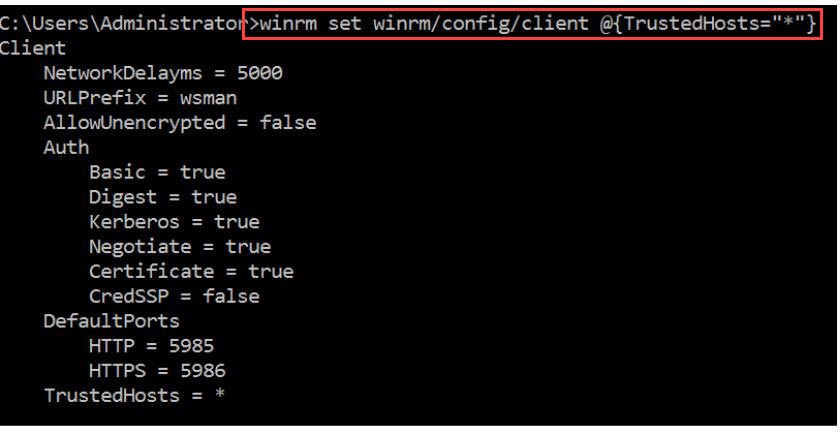 C:\Users\Administrator>winrm set winrm/config/client @{TrustedHosts="*"}
Client
    NetworkDelayms = 5000
    URLPrefix = wsman
    AllowUnencrypted = false
    Auth
        Basic = true
        Digest = true
        Kerberos = true
        Negotiate = true
        Certificate = true
        CredSSP = false
    DefaultPorts
        HTTP = 5985
        HTTPS = 5986
    TrustedHosts = *